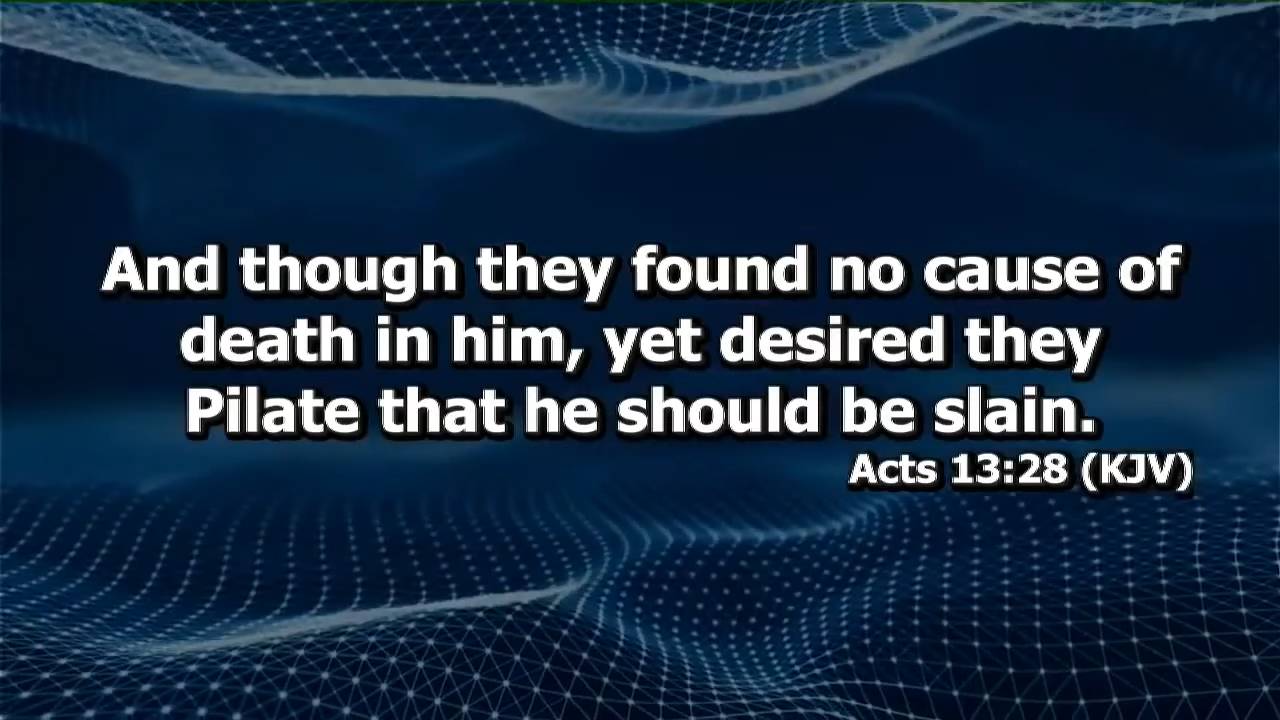 And though they found no cause of
death in him, yet desired they
Pilate that he should be slain.
Acts 13:28 (KJV)